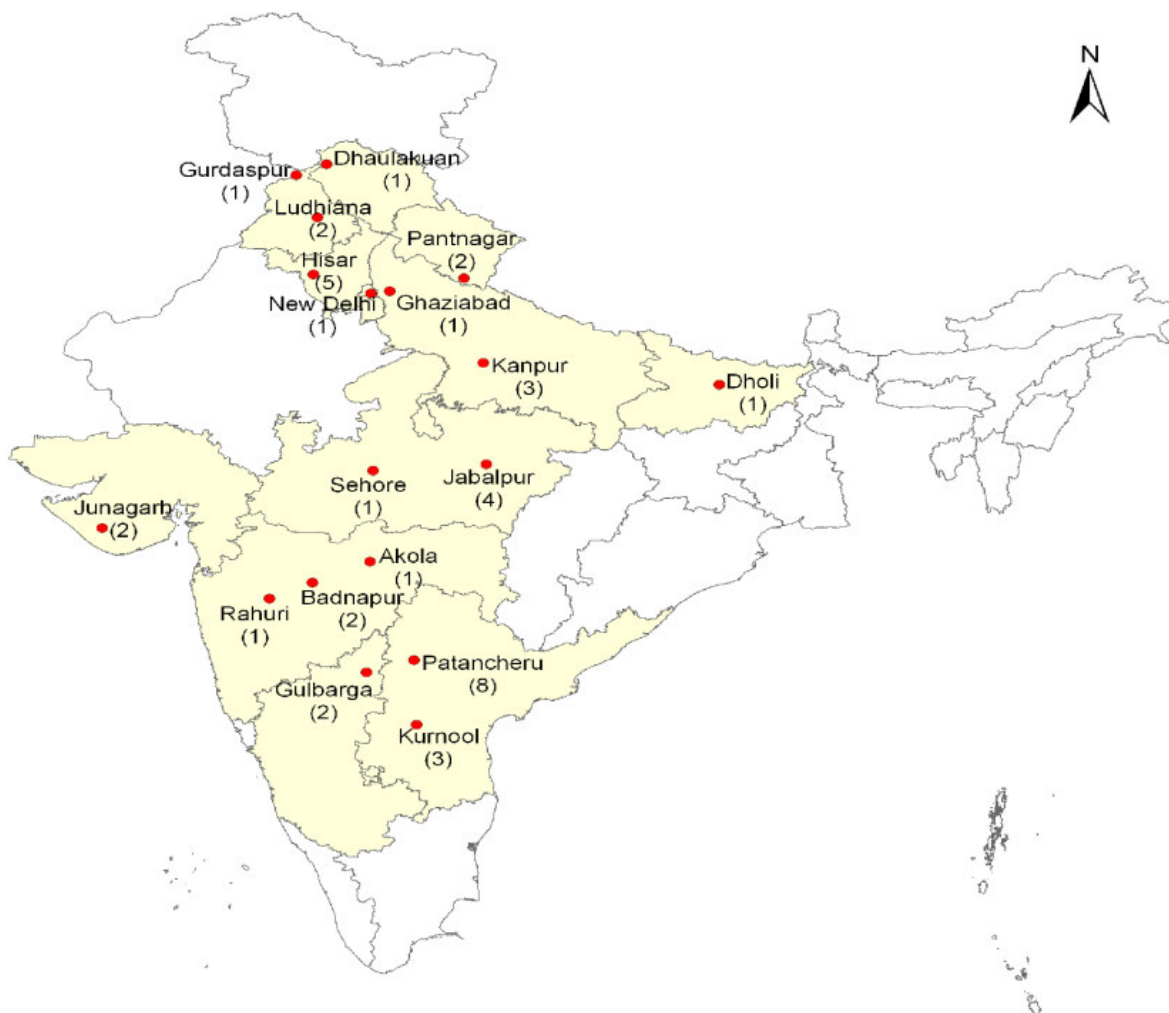 N
Dhaulakuan
(1)
Gurdaspur
(1)
Ludhiana
(2)
Pantnagar
(2)
Hisar
(5)
New Delhi
(1)
Ghaziabad
(1)
Kanpur
(3)
Dholi
(1)
Sehore
(1)
Jabalpur
(4)
Junagarh
(2)
Akola
(1)
Badnapur
(2)
Rahuri
(1)
Patancheru
(8)
Gulbarga
(2)
Kurnool
(3)